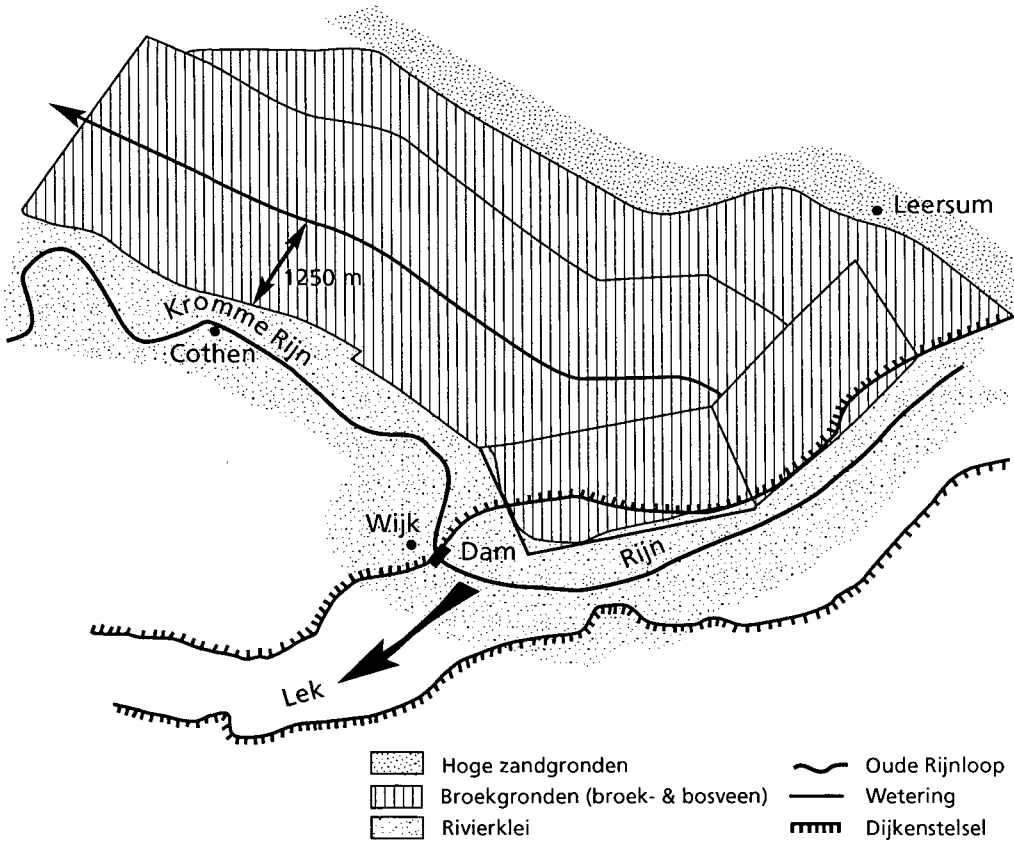 Leersum
1250 m
Kromme Rijn
Cothen
Wijk
Dam
Rijn
Lek
Hoge zandgronden
Broekgronden (broek- & bosveen)
Rivierklei
Oude Rijnloop
Wetering
Dijkenstelsel